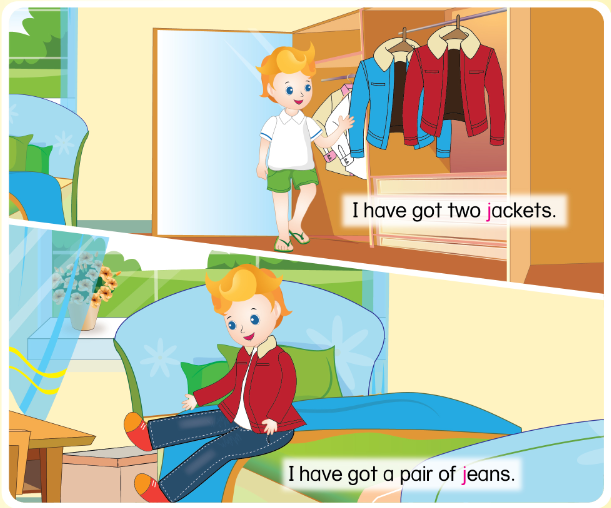 I have got two jackets.
I have got a pair of jeans.